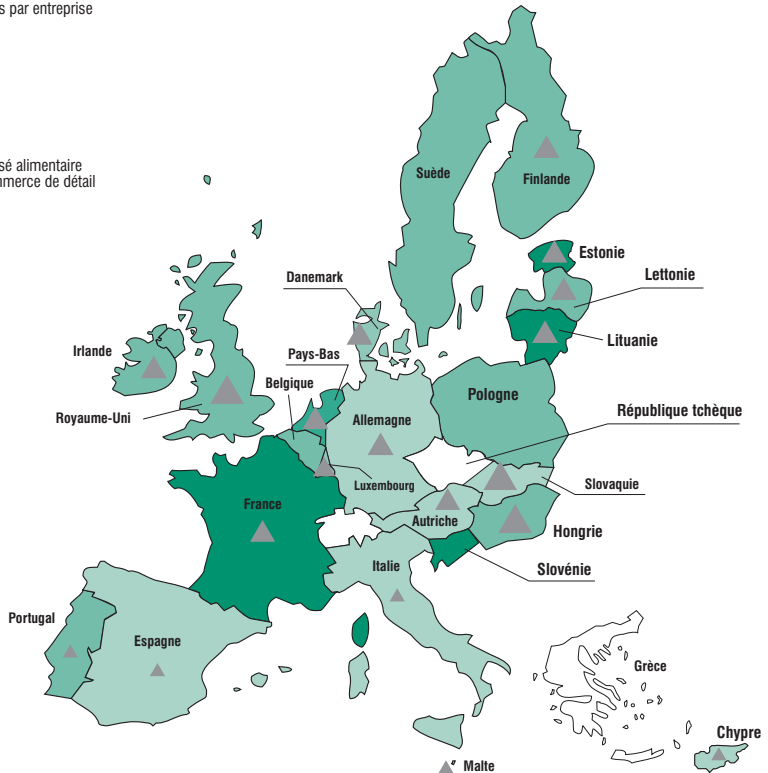 s par entreprise
sé alimentaire
merce de détail
Suède
Finlande
Estonie
Lettonie
Danemark
Lituanie
Irlande
Pays-Bas
Belgique
Pologne
Royaume-Uni
Allemagne
République tchèque
Luxembourg
Slovaquie
France
Autriche
Hongrie
Italie
Slovénie
Portugal
Espagne
Grèce
Chypre
Malte